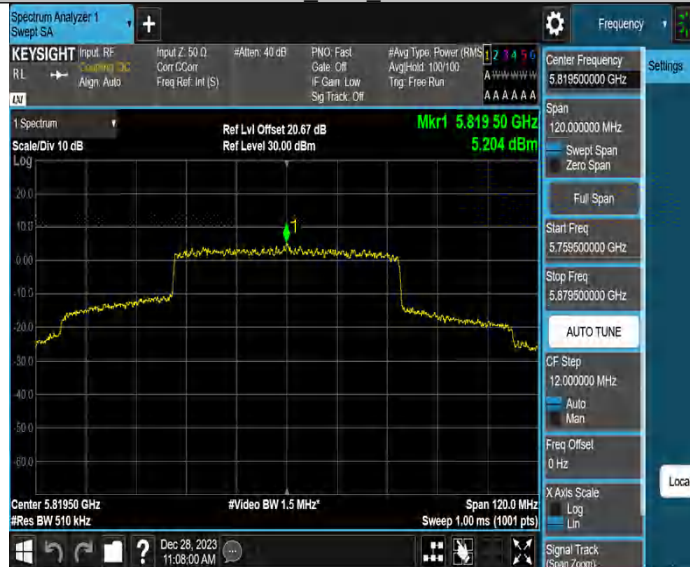 Spectrum Analyzer 1
Swept SA
Frequency
KEYSIGHT
Input: RF
Input Z: 50 Ω
#Atten: 40 dB
PNO: Fast
#Avg Type: Power (RMS
1 2 3 4 5 6
RL
Coupling: DC
Corr CCorr
Gate: Off
Avg|Hold: 100/100
Align: Auto
Freq Ref: Int (S)
IF Gain: Low
Trig: Free Run
Sig Track: Off
A A A A A A
Center Frequency
5.819500000 GHz
Settings
1 Spectrum
Ref Lvl Offset 20.67 dB
Mkr1 5.819 50 GHz
Scale/Div 10 dB
Ref Level 30.00 dBm
5.204 dBm
Log
20.0
10.0
0.00
-10.0
-20.0
-30.0
-40.0
-60.0
1
Span
120.000000 MHz
Swept Span
Zero Span
Full Span
Start Freq
5.759500000 GHz
Stop Freq
5.879500000 GHz
AUTO TUNE
CF Step
12.000000 MHz
Auto
Man
Freq Offset
0 Hz
X Axis Scale
Log
Lin
Loca
Signal Track
(Span Zoom)
Center 5.81950 GHz
#Video BW 1.5 MHz*
Span 120.0 MHz
#Res BW 510 kHz
Sweep 1.00 ms (1001 pts)
Dec 28, 2023
11:08:00 AM